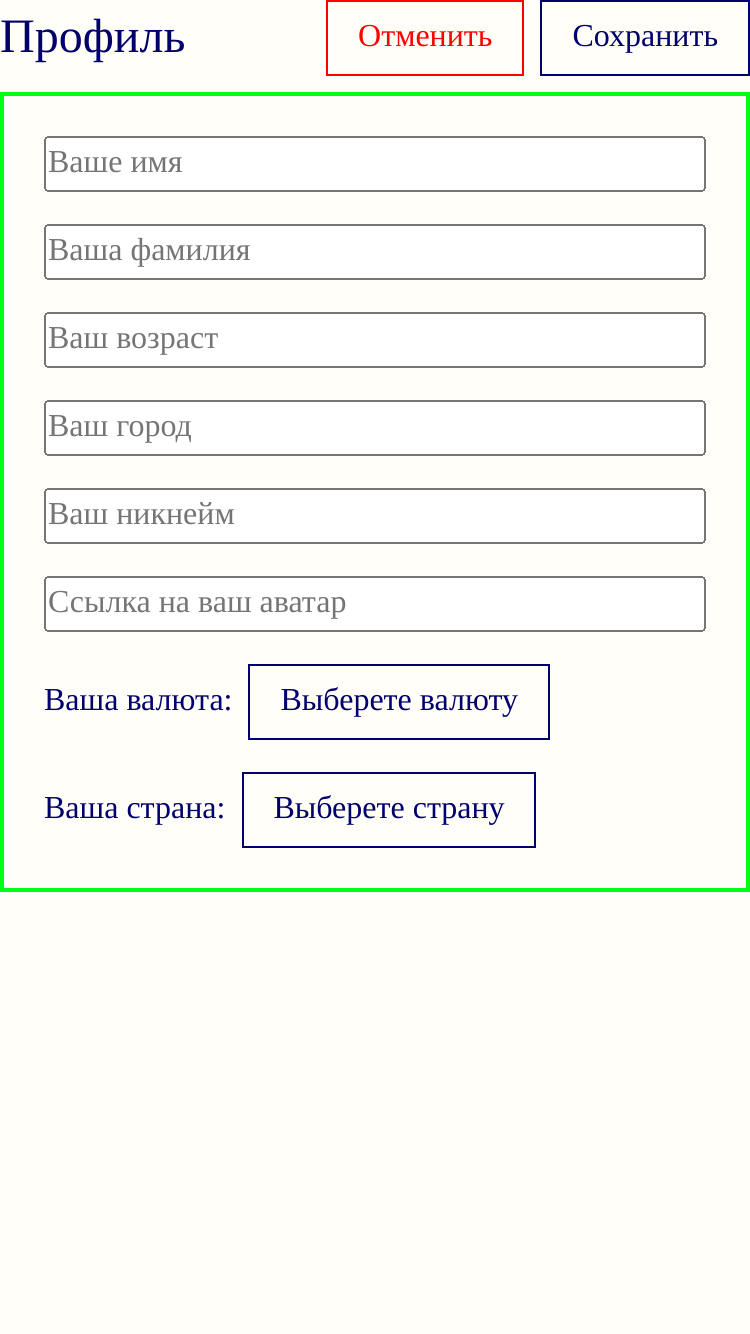 Профиль Отменить Сохранить
Ваше имя
Ваша фамилия
Ваш возраст
Ваш город
Ваш никнейм
Ссылка на ваш аватар
Ваша валюта: Выберете валюту
Ваша страна: Выберете страну